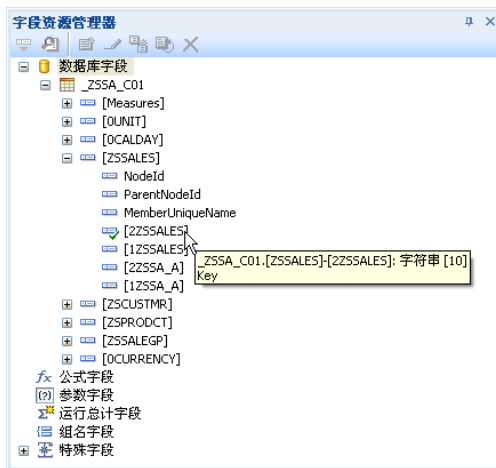 字段资源管理器
数据库字段
_ZSSA_C01
[Measures]
[0UNIT]
[0CALDAY]
[ZSSALES]
NodeId
ParentNodeId
MemberUniqueName
[2ZSSALES]
[1ZSSALES]
_ZSSA_C01.[ZSSALES]-[2ZSSALES]: 字符串 [10]
Key
[2ZSSA_A]
[1ZSSA_A]
[ZSCUSTMR]
[ZSPRODCT]
[ZSSALEGP]
[0CURRENCY]
fx 公式字段
[?] 参数字段
Σ 运行总计字段
组名字段
特殊字段